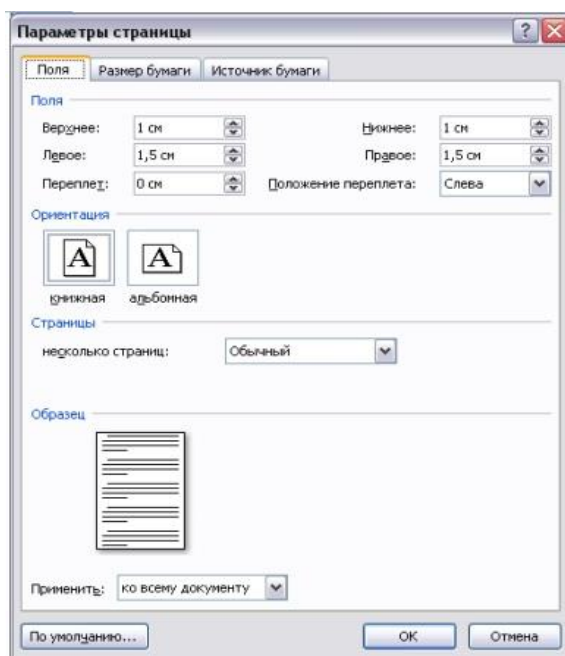 Параметры страницы
Поля Размер бумаги Источник бумаги
Поля
Верхнее: 1 см Нижнее: 1 см
Левое: 1,5 см Правое: 1,5 см
Переплет: 0 см Положение переплета: Слева
Ориентация
А А
книжная альбомная
Страницы
несколько страниц: Обычный
Образец
Применить: ко всему документу
По умолчанию... ОК Отмена